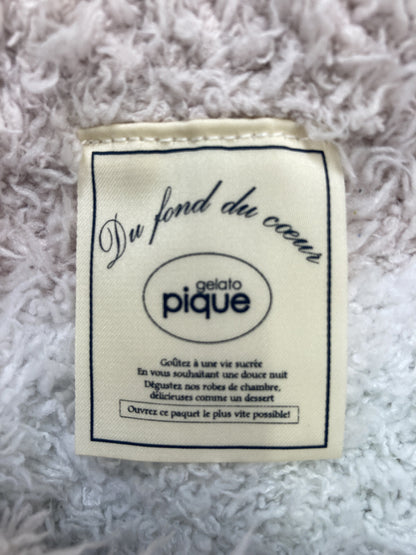 Du fond du cœur
gelato
pique
Goûtez à une vie sucrée
En vous souhaitant une douce nuit
Dégustez nos robes de chambre,
délicieuses comme un dessert
Ouvrez ce paquet le plus vite possible!